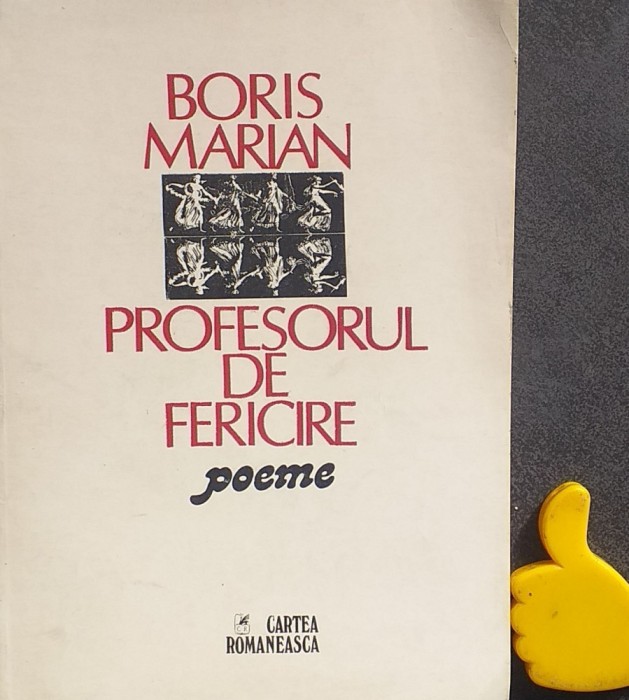 BORIS
MARIAN
PROFESORUL
DE
FERICIRE
poeme
CARTEA
ROMANEASCA